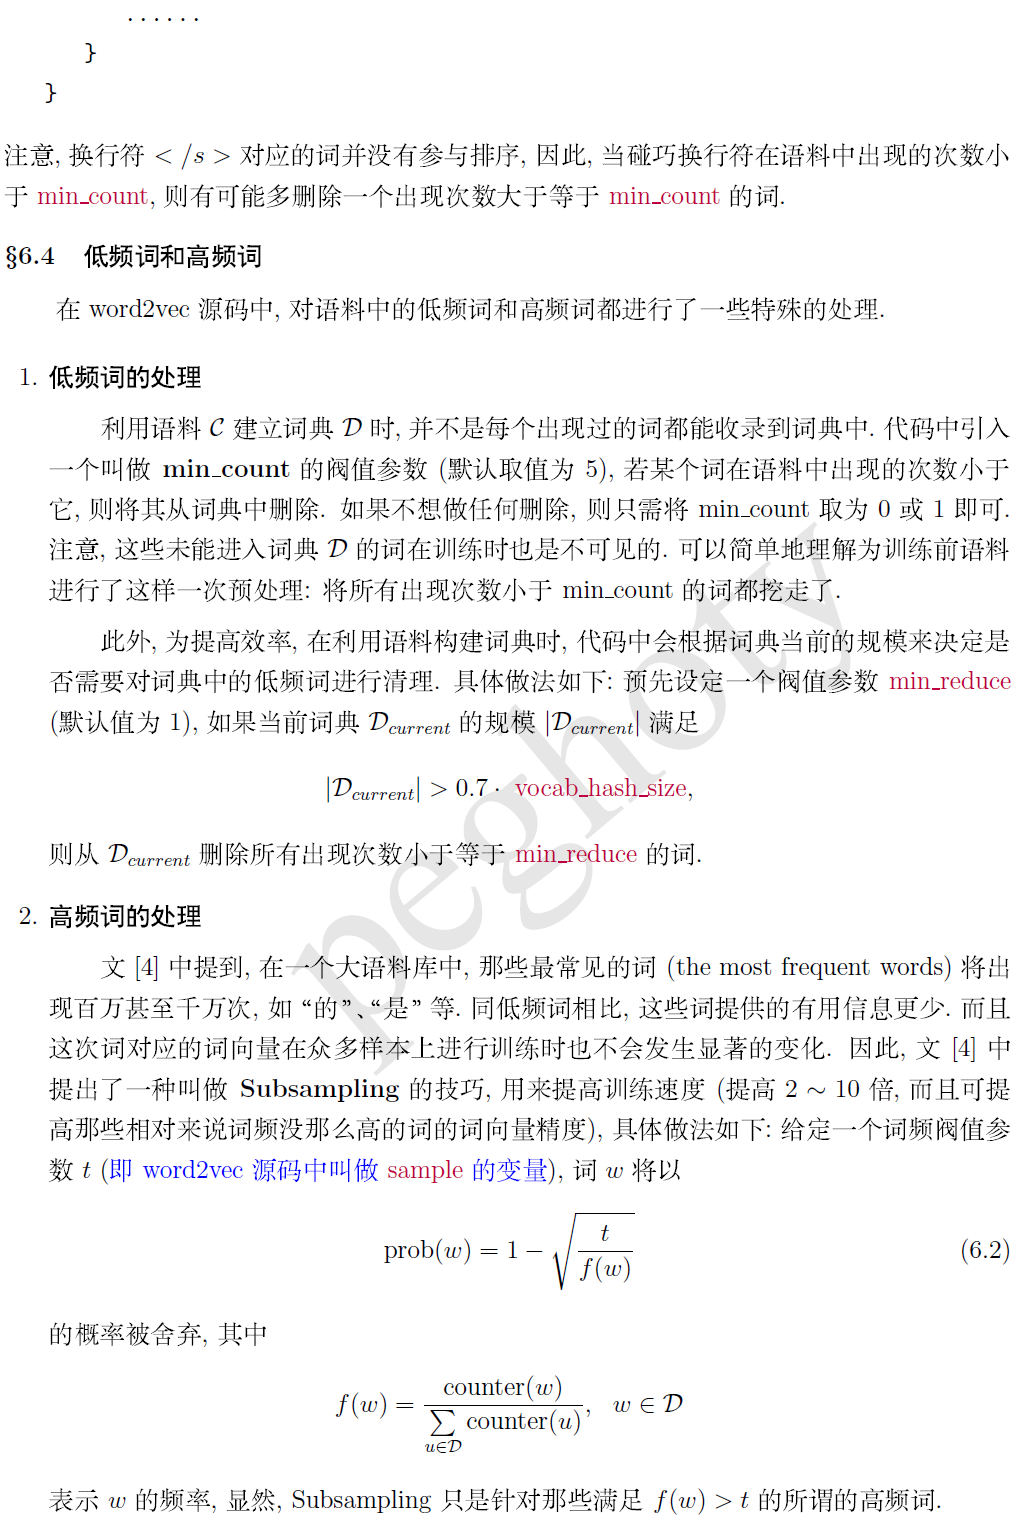 ......
}
}
注意, 换行符 < /s > 对应的词并没有参与排序, 因此, 当碰巧换行符在语料中出现的次数小
于 min_count, 则有可能多删除一个出现次数大于等于 min_count 的词.
§6.4 低频词和高频词
在 word2vec 源码中, 对语料中的低频词和高频词都进行了一些特殊的处理.
1. 低频词的处理
利用语料 C 建立词典 D 时, 并不是每个出现过的词都能收录到词典中. 代码中引入
一个叫做 min_count 的阀值参数 (默认取值为 5), 若某个词在语料中出现的次数小于
它, 则将其从词典中删除. 如果不想做任何删除, 则只需将 min_count 取为 0 或 1 即可.
注意, 这些未能进入词典 D 的词在训练时也是不可见的. 可以简单地理解为训练前语料
进行了这样一次预处理: 将所有出现次数小于 min_count 的词都挖走了.
此外, 为提高效率, 在利用语料构建词典时, 代码中会根据词典当前的规模来决定是
否需要对词典中的低频词进行清理. 具体做法如下: 预先设定一个阀值参数 min_reduce
(默认值为 1), 如果当前词典 D_current 的规模 |D_current| 满足
|D_current| > 0.7 · vocab_hash_size,
则从 D_current 删除所有出现次数小于等于 min_reduce 的词.
2. 高频词的处理
文 [4] 中提到, 在一个大语料库中, 那些最常见的词 (the most frequent words) 将出
现百万甚至千万次, 如 “的”、“是” 等. 同低频词相比, 这些词提供的有用信息更少. 而且
这次词对应的词向量在众多样本上进行训练时也不会发生显著的变化. 因此, 文 [4] 中
提出了一种叫做 Subsampling 的技巧, 用来提高训练速度 (提高 2 ∼ 10 倍, 而且可提
高那些相对来说词频没那么高的词的词向量精度), 具体做法如下: 给定一个词频阀值参
数 t (即 word2vec 源码中叫做 sample 的变量), 词 w 将以
prob(w) = 1 − √(t / f(w)) (6.2)
的概率被舍弃, 其中
f(w) = counter(w) / ∑_{u∈D} counter(u), w ∈ D
表示 w 的频率, 显然, Subsampling 只是针对那些满足 f(w) > t 的所谓的高频词.
peghoty